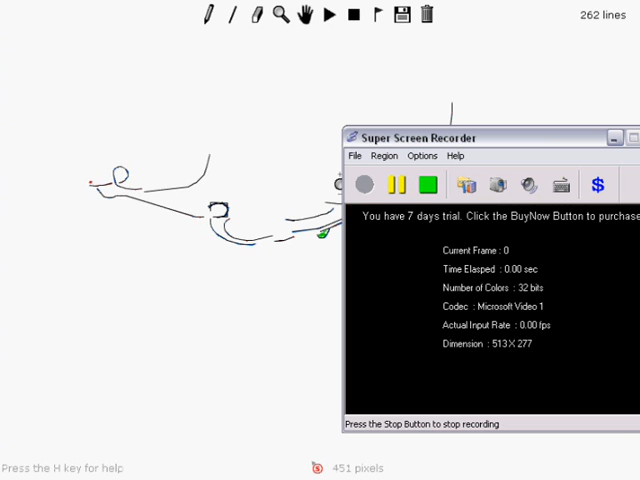 262 lines
Super Screen Recorder
File Region Options Help
$
You have 7 days trial. Click the BuyNow Button to purchase
Current Frame : 0
Time Elasped : 0.00 sec
Number of Colors : 32 bits
Codec : Microsoft Video 1
Actual Input Rate : 0.00 fps
Dimension : 513 X 277
Press the Stop Button to stop recording
Press the H key for help
451 pixels